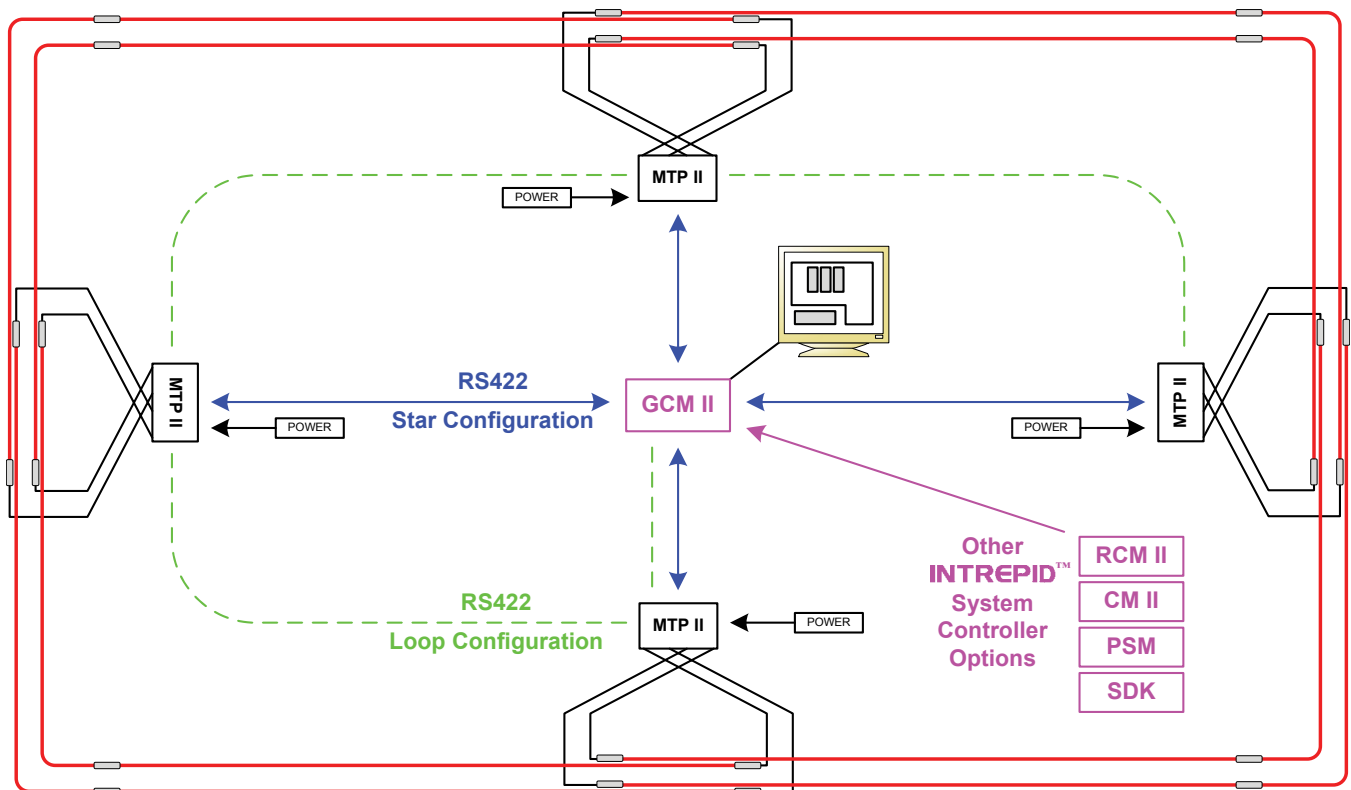 MTP II
POWER
RS422
Star Configuration
MTP II
POWER
GCM II
POWER
MTP II
RS422
Loop Configuration
MTP II
POWER
Other
INTREPID™
System
Controller
Options
RCM II
CM II
PSM
SDK